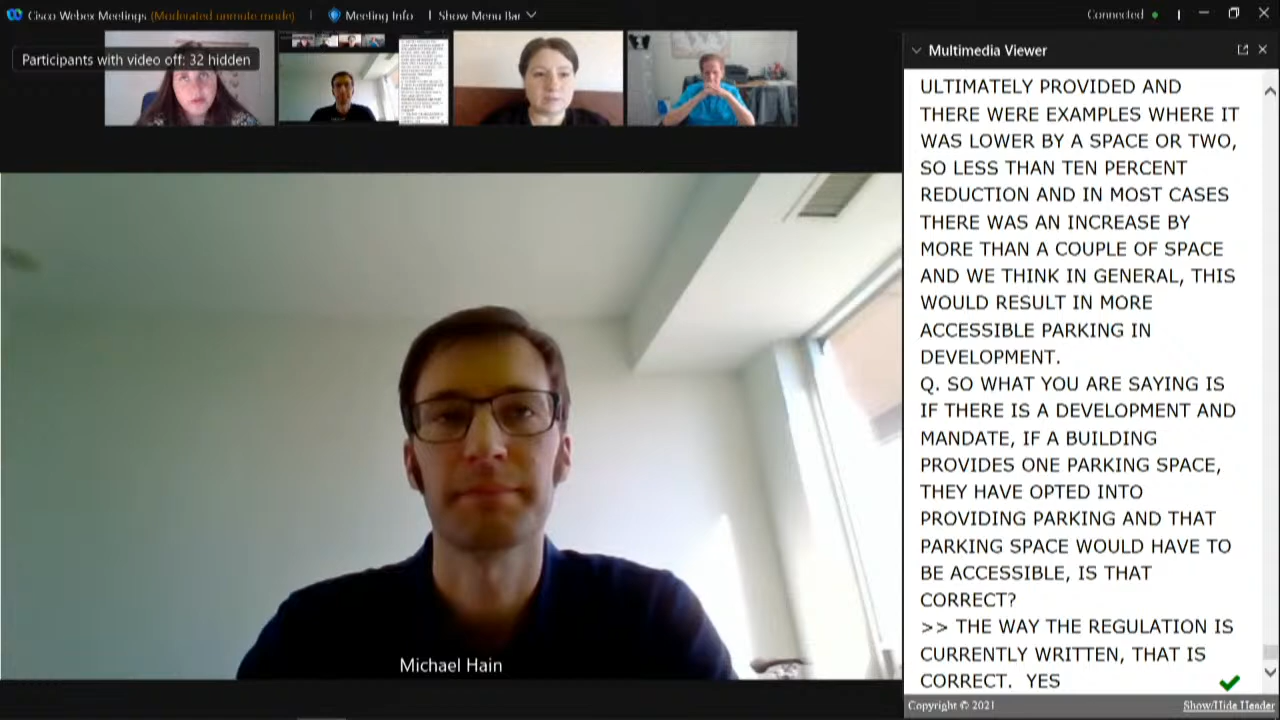 Cisco Webex Meetings (Moderated unmute mode) | Meeting Info | Show Menu Bar
Connected
Participants with video off: 32 hidden
Michael Hain
Multimedia Viewer
ULTIMATELY PROVIDED AND
THERE WERE EXAMPLES WHERE IT
WAS LOWER BY A SPACE OR TWO,
SO LESS THAN TEN PERCENT
REDUCTION AND IN MOST CASES
THERE WAS AN INCREASE BY
MORE THAN A COUPLE OF SPACE
AND WE THINK IN GENERAL, THIS
WOULD RESULT IN MORE
ACCESSIBLE PARKING IN
DEVELOPMENT.
Q. SO WHAT YOU ARE SAYING IS
IF THERE IS A DEVELOPMENT AND
MANDATE, IF A BUILDING
PROVIDES ONE PARKING SPACE,
THEY HAVE OPTED INTO
PROVIDING PARKING AND THAT
PARKING SPACE WOULD HAVE TO
BE ACCESSIBLE, IS THAT
CORRECT?
>> THE WAY THE REGULATION IS
CURRENTLY WRITTEN, THAT IS
CORRECT. YES
Copyright © 2021 Show/Hide Header